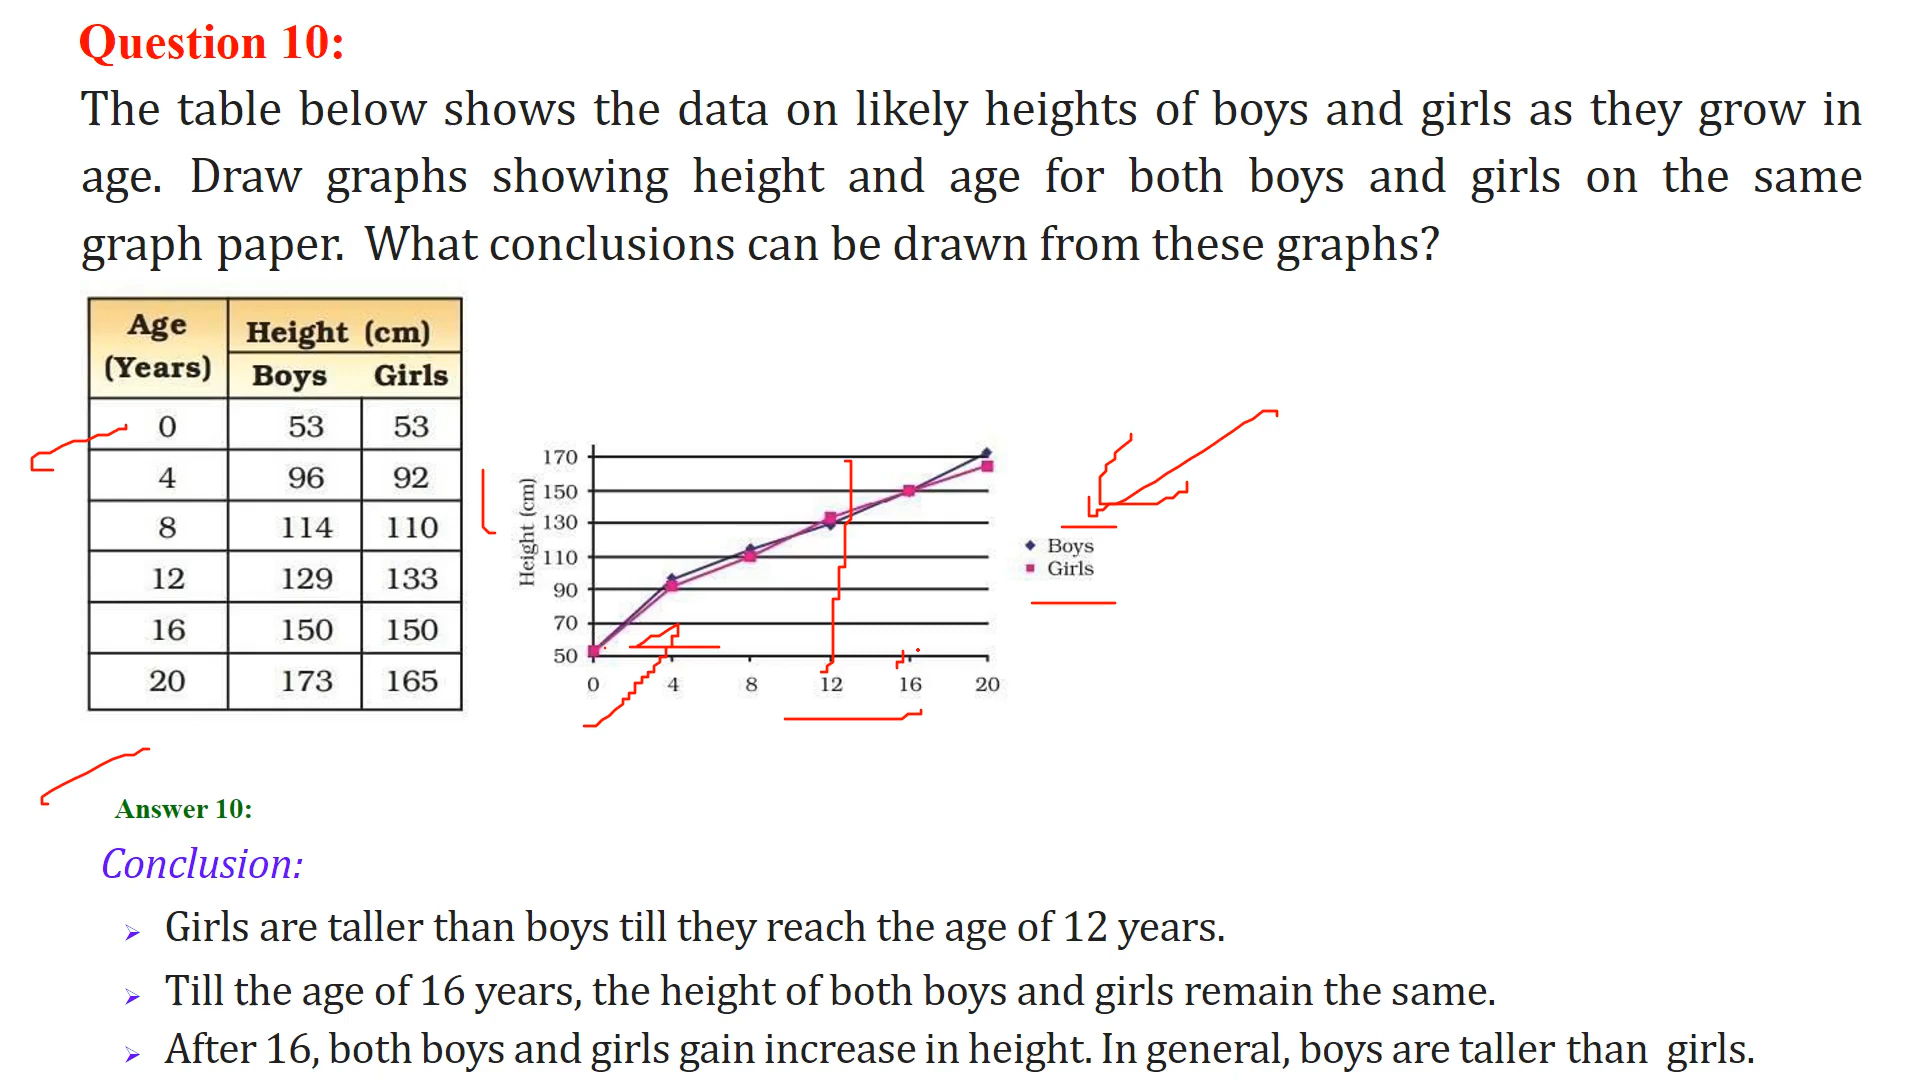 Question 10:
The table below shows the data on likely heights of boys and girls as they grow in
age. Draw graphs showing height and age for both boys and girls on the same
graph paper. What conclusions can be drawn from these graphs?
Age (Years) Height (cm)
Boys Girls
0 53 53
4 96 92
8 114 110
12 129 133
16 150 150
20 173 165
Height (cm)
170
150
130
110
90
70
50
0 4 8 12 16 20
Boys
Girls
Answer 10:
Conclusion:
Girls are taller than boys till they reach the age of 12 years.
Till the age of 16 years, the height of both boys and girls remain the same.
After 16, both boys and girls gain increase in height. In general, boys are taller than girls.